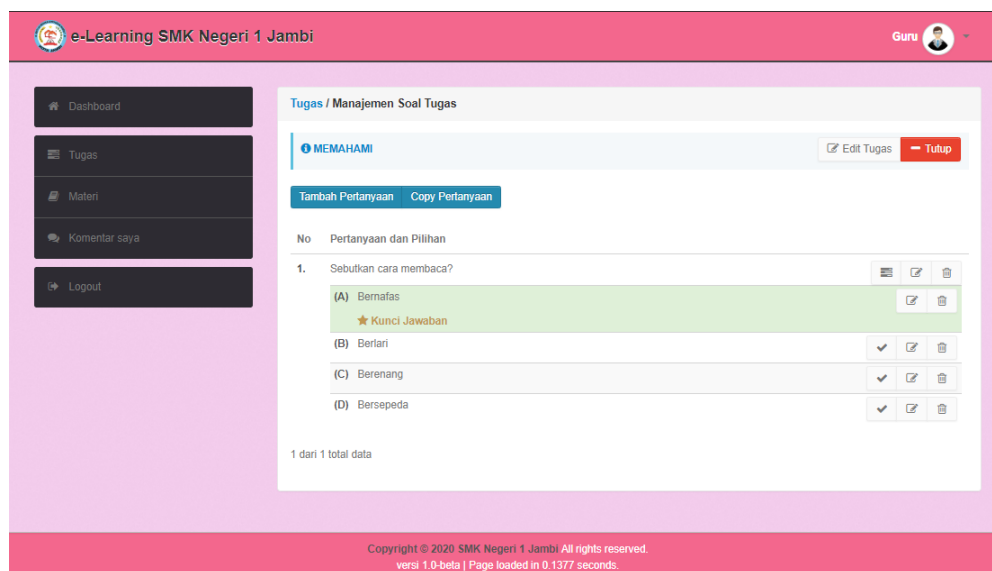 e-Learning SMK Negeri 1 Jambi
Guru
Dashboard
Tugas
Materi
Komentar saya
Logout
Tugas / Manajemen Soal Tugas
MEMAHAMI
Edit Tugas
Tutup
Tambah Pertanyaan
Copy Pertanyaan
No Pertanyaan dan Pilihan
1. Sebutkan cara membaca?
(A) Bernafas
Kunci Jawaban
(B) Berlari
(C) Berenang
(D) Bersepeda
1 dari 1 total data
Copyright © 2020 SMK Negeri 1 Jambi All rights reserved.
versi 1.0-beta | Page loaded in 0.1377 seconds.